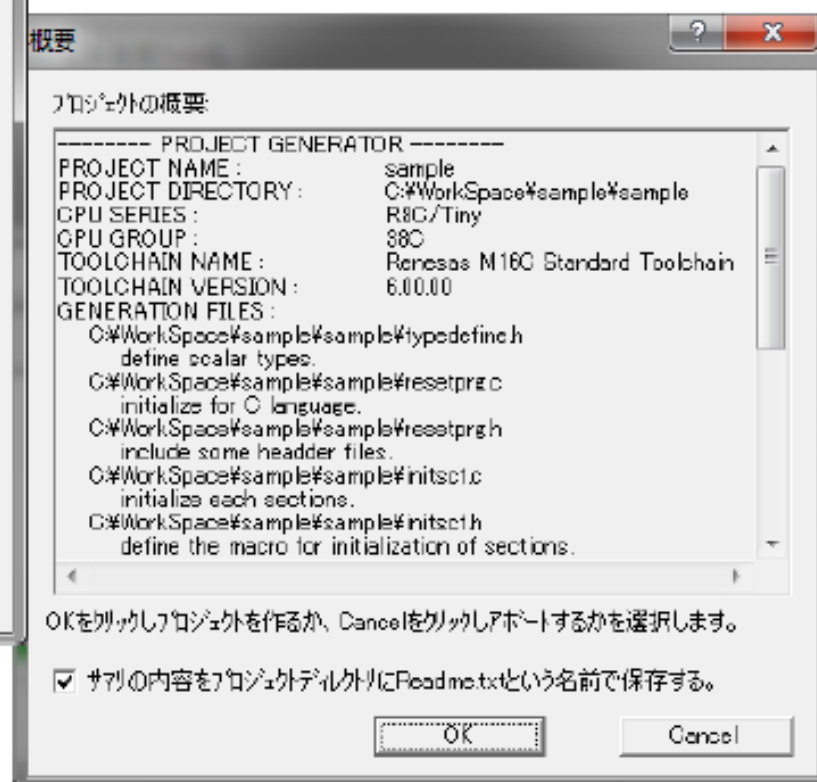 概要
プロジェクトの概要:
-------- PROJECT GENERATOR --------
PROJECT NAME : sample
PROJECT DIRECTORY : C:¥WorkSpace¥sample¥sample
CPU SERIES : R8C/Tiny
CPU GROUP : 38C
TOOLCHAIN NAME : Renesas M16C Standard Toolchain
TOOLCHAIN VERSION : 6.00.00
GENERATION FILES :
C:¥WorkSpace¥sample¥sample¥typedefine.h
define scalar types.
C:¥WorkSpace¥sample¥sample¥resetprg.c
initialize for C language.
C:¥WorkSpace¥sample¥sample¥resetprg.h
include some headder files.
C:¥WorkSpace¥sample¥sample¥initsct.c
initialize each sections.
C:¥WorkSpace¥sample¥sample¥initsct.h
define the macro for initialization of sections.
OKをクリックしプロジェクトを作るか、Cancelをクリックしアボートするかを選択します。
サマリの内容をプロジェクトディレクトリにReadme.txtという名前で保存する。
OK Cancel